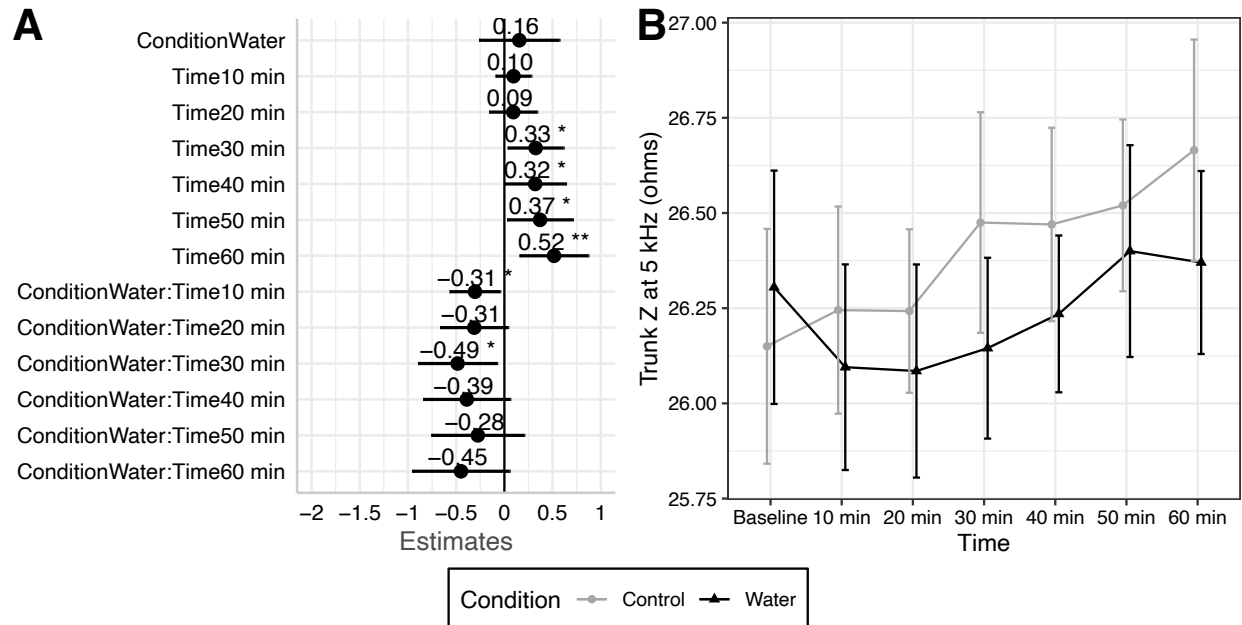 A
ConditionWater 0.16
Time10 min 0.10
Time20 min 0.09
Time30 min 0.33 *
Time40 min 0.32 *
Time50 min 0.37 *
Time60 min 0.52 **
ConditionWater:Time10 min −0.31 *
ConditionWater:Time20 min −0.31
ConditionWater:Time30 min −0.49 *
ConditionWater:Time40 min −0.39
ConditionWater:Time50 min −0.28
ConditionWater:Time60 min −0.45
−2 −1.5 −1 −0.5 0 0.5 1
Estimates
B
Trunk Z at 5 kHz (ohms)
27.00
26.75
26.50
26.25
26.00
25.75
Baseline 10 min 20 min 30 min 40 min 50 min 60 min
Time
Condition Control Water